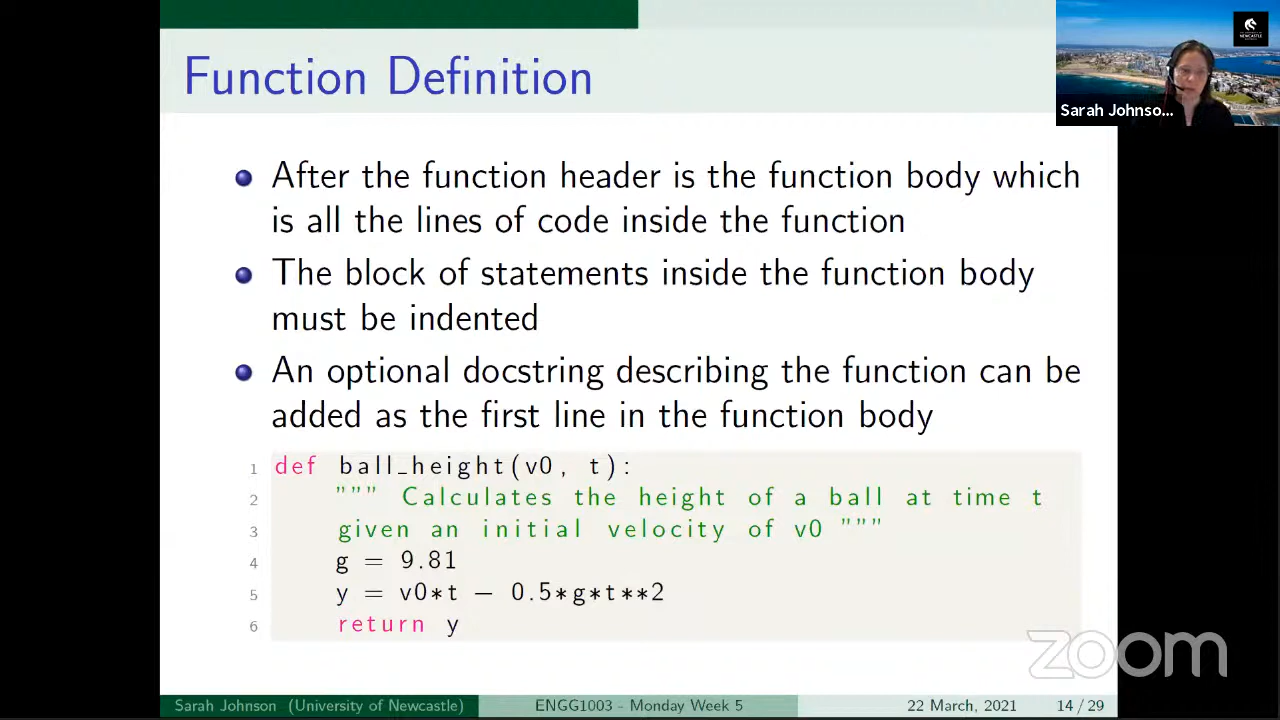 Function Definition
After the function header is the function body which
is all the lines of code inside the function
The block of statements inside the function body
must be indented
An optional docstring describing the function can be
added as the first line in the function body
1 def ball_height(v0, t):
2 """ Calculates the height of a ball at time t
3 given an initial velocity of v0 """
4 g = 9.81
5 y = v0*t - 0.5*g*t**2
6 return y
Sarah Johnson (University of Newcastle) ENGG1003 - Monday Week 5 22 March, 2021 14 / 29
Sarah Johnso...
NEWCASTLE
zoom